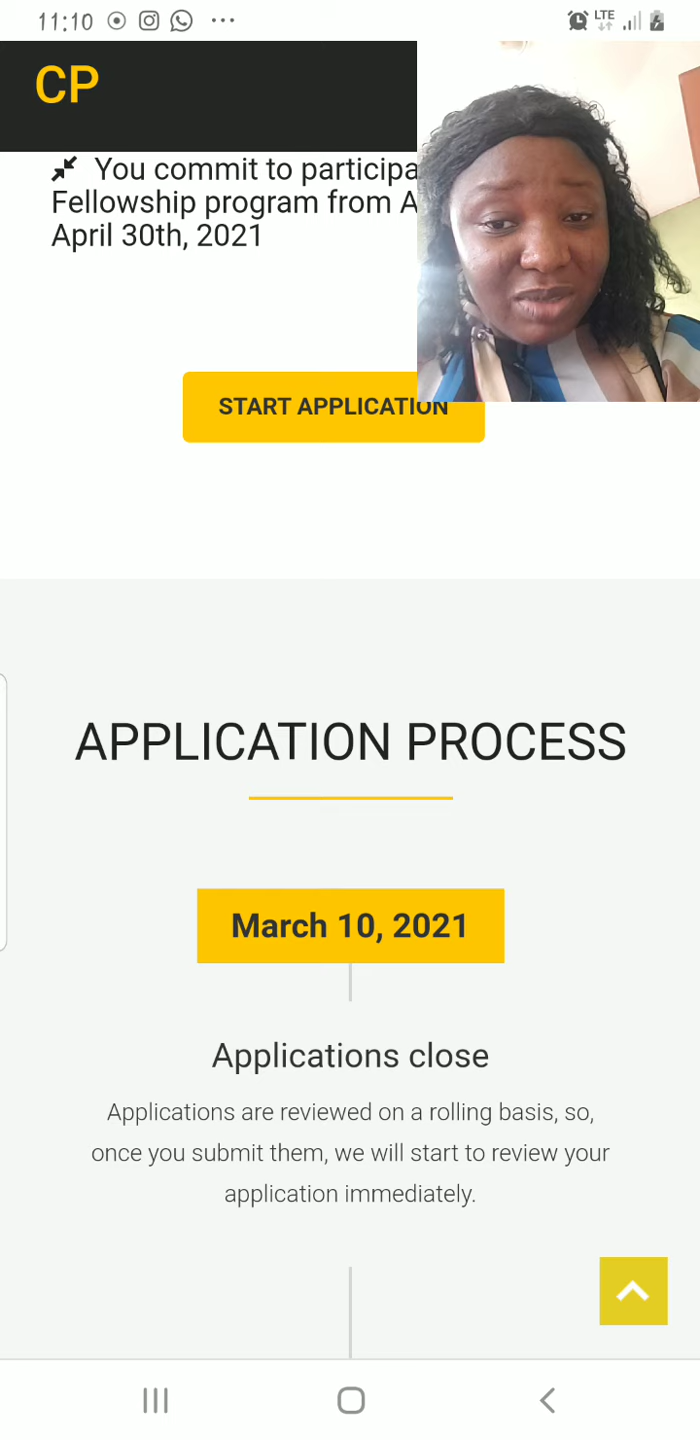 11:10
LTE
CP
You commit to participa
Fellowship program from A
April 30th, 2021
START APPLICATION
APPLICATION PROCESS
March 10, 2021
Applications close
Applications are reviewed on a rolling basis, so,
once you submit them, we will start to review your
application immediately.